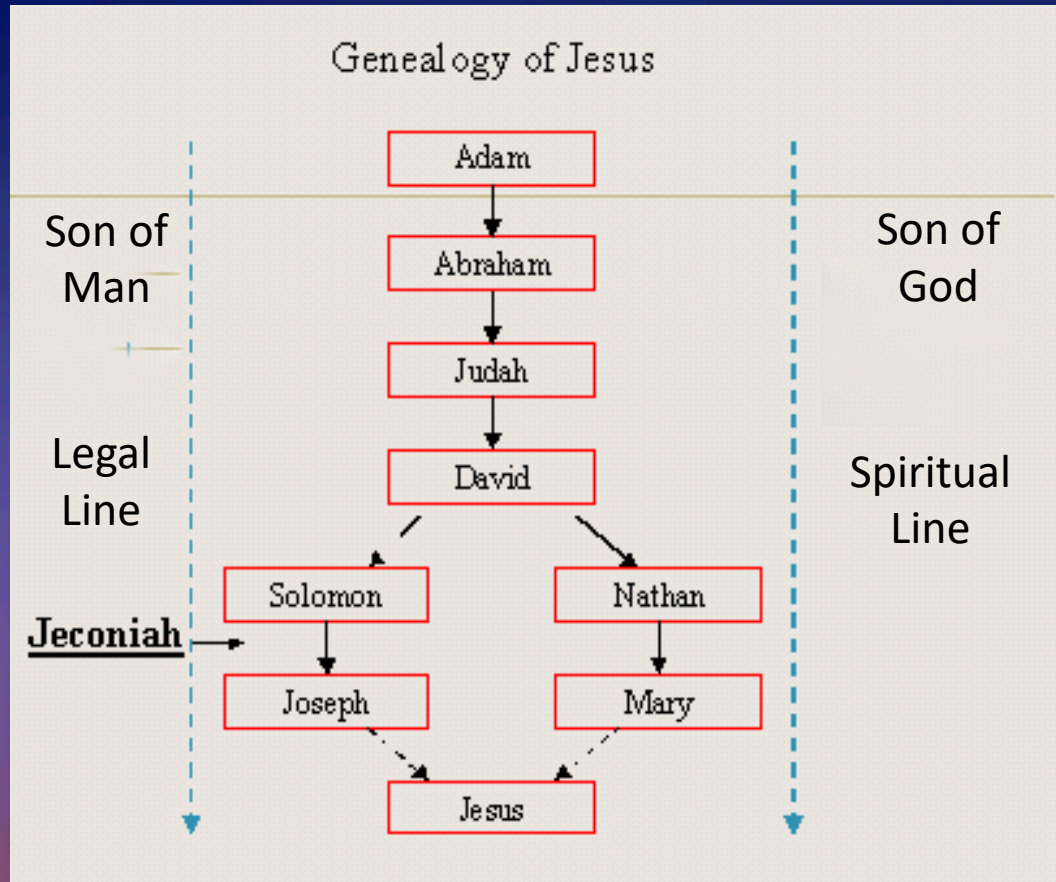 Genealogy of Jesus
Adam
Son of
Man
Abraham
Son of
God
Judah
Legal
Line
David
Spiritual
Line
Solomon
Nathan
Jeconiah
Joseph
Mary
Jesus